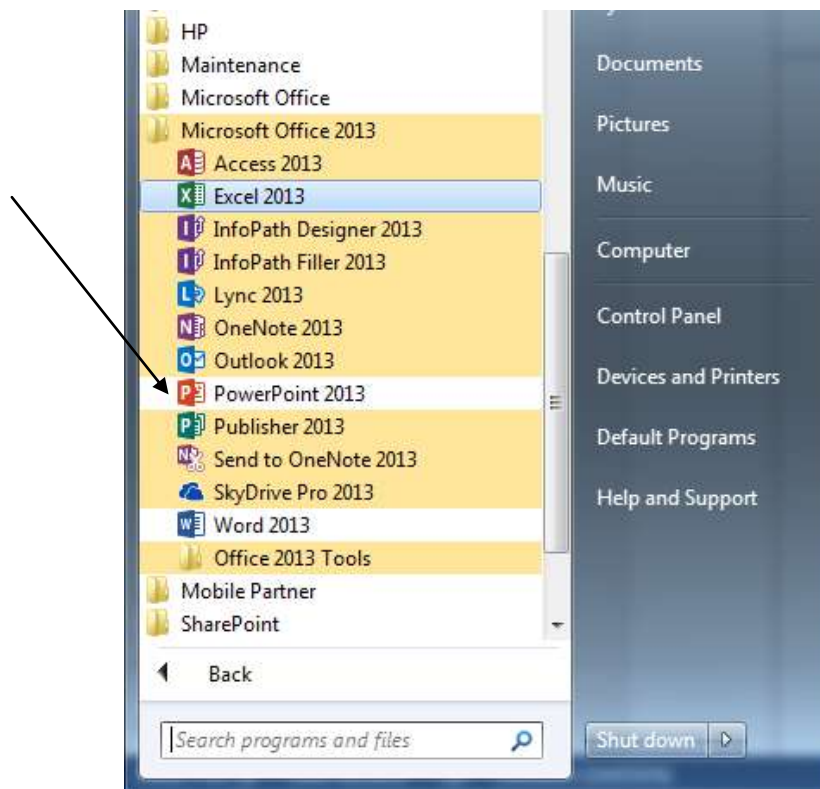 HP
Maintenance
Microsoft Office
Microsoft Office 2013
Access 2013
Excel 2013
InfoPath Designer 2013
InfoPath Filler 2013
Lync 2013
OneNote 2013
Outlook 2013
PowerPoint 2013
Publisher 2013
Send to OneNote 2013
SkyDrive Pro 2013
Word 2013
Office 2013 Tools
Mobile Partner
SharePoint
Back
Search programs and files
Documents
Pictures
Music
Computer
Control Panel
Devices and Printers
Default Programs
Help and Support
Shut down